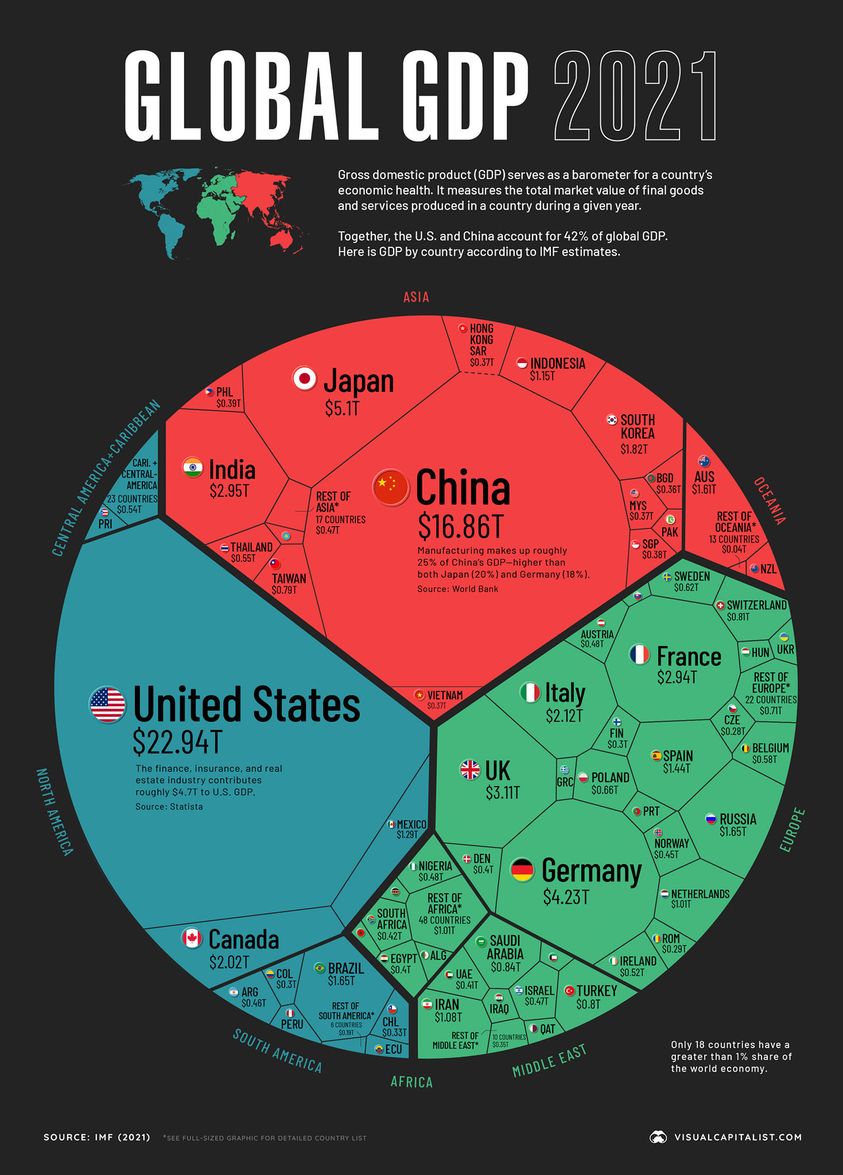 GLOBAL GDP 2021
Gross domestic product (GDP) serves as a barometer for a country's
economic health. It measures the total market value of final goods
and services produced in a country during a given year.
Together, the U.S. and China account for 42% of global GDP.
Here is GDP by country according to IMF estimates.
ASIA
HONG
KONG
SAR
$0.37T
INDONESIA
$1.15T
Japan
$5.1T
PHL
$0.39T
SOUTH
KOREA
$1.82T
CENTRAL AMERICA+CARIBBEAN
CARI. +
CENTRAL-
AMERICA
23 COUNTRIES
$0.54T
PRI
India
$2.95T
China
$16.86T
Manufacturing makes up roughly
25% of China's GDP—higher than
both Japan (20%) and Germany (18%).
Source: World Bank
REST OF
ASIA*
17 COUNTRIES
$0.47T
THAILAND
$0.55T
TAIWAN
$0.79T
BGD
$0.36T
MYS
$0.37T
PAK
SGP
$0.38T
VIETNAM
$0.37T
OCEANIA
AUS
$1.61T
REST OF
OCEANIA*
13 COUNTRIES
$0.04T
NZL
United States
$22.94T
The finance, insurance, and real
estate industry contributes
roughly $4.7T to U.S. GDP.
Source: Statista
NORTH AMERICA
MEXICO
$1.29T
Canada
$2.02T
SWEDEN
$0.62T
SWITZERLAND
$0.81T
AUSTRIA
$0.48T
France
$2.94T
HUN
UKR
REST OF
EUROPE*
22 COUNTRIES
$0.71T
Italy
$2.12T
FIN
$0.3T
CZE
$0.28T
BELGIUM
$0.58T
SPAIN
$1.44T
UK
$3.11T
GRC
POLAND
$0.66T
PRT
RUSSIA
$1.65T
NORWAY
$0.45T
EUROPE
DEN
$0.4T
Germany
$4.23T
NETHERLANDS
$1.01T
ROM
$0.29T
IRELAND
$0.52T
NIGERIA
$0.48T
REST OF
AFRICA*
48 COUNTRIES
$1.01T
SOUTH
AFRICA
$0.42T
EGYPT
$0.4T
ALG
SAUDI
ARABIA
$0.84T
UAE
$0.41T
ISRAEL
$0.47T
TURKEY
$0.8T
IRAN
$1.08T
IRAQ
QAT
REST OF
MIDDLE EAST*
10 COUNTRIES
$0.35T
BRAZIL
$1.65T
COL
$0.3T
ARG
$0.46T
PERU
REST OF
SOUTH AMERICA*
6 COUNTRIES
$0.19T
CHL
$0.33T
ECU
SOUTH AMERICA
AFRICA
MIDDLE EAST
Only 18 countries have a
greater than 1% share of
the world economy.
SOURCE: IMF (2021)
*SEE FULL-SIZED GRAPHIC FOR DETAILED COUNTRY LIST
VISUALCAPITALIST.COM